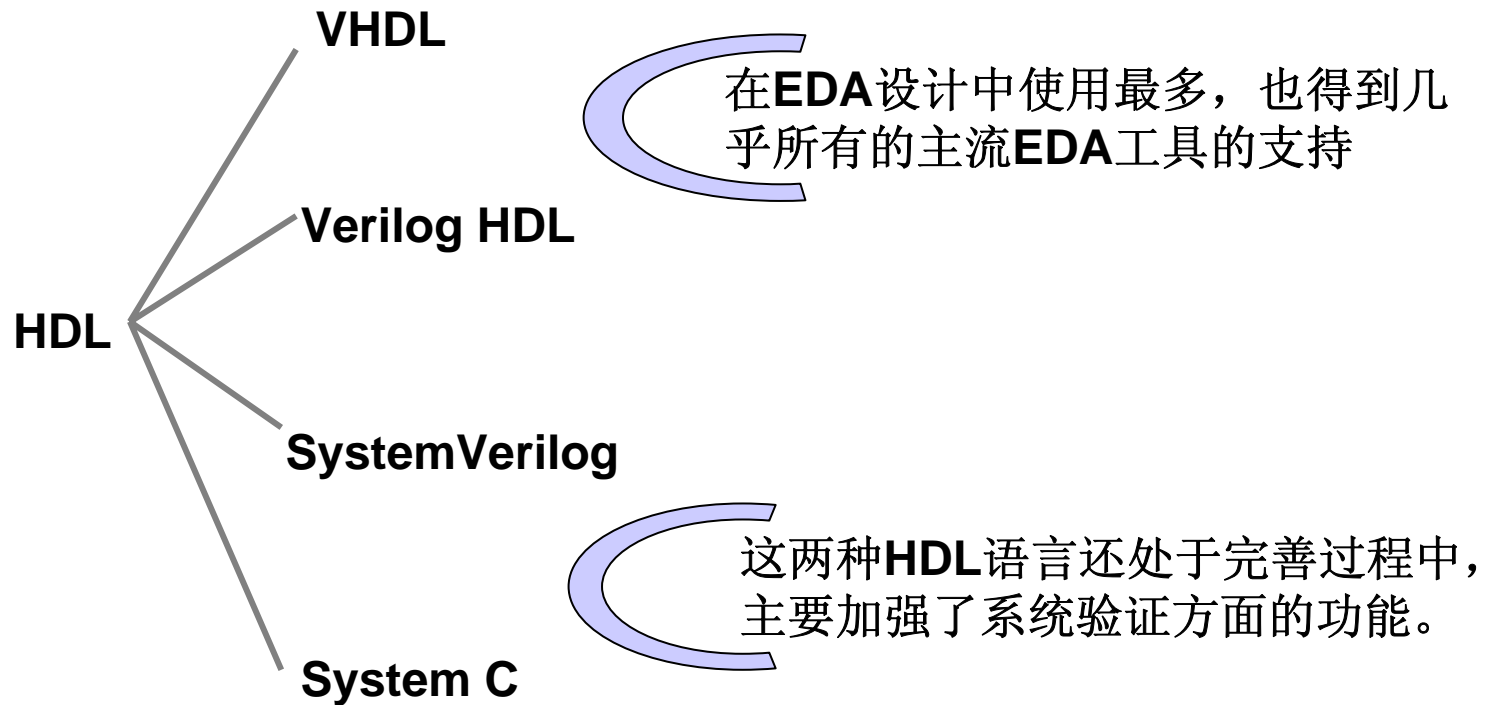 VHDL
在EDA设计中使用最多，也得到几
乎所有的主流EDA工具的支持
Verilog HDL
HDL
SystemVerilog
这两种HDL语言还处于完善过程中，
主要加强了系统验证方面的功能。
System C